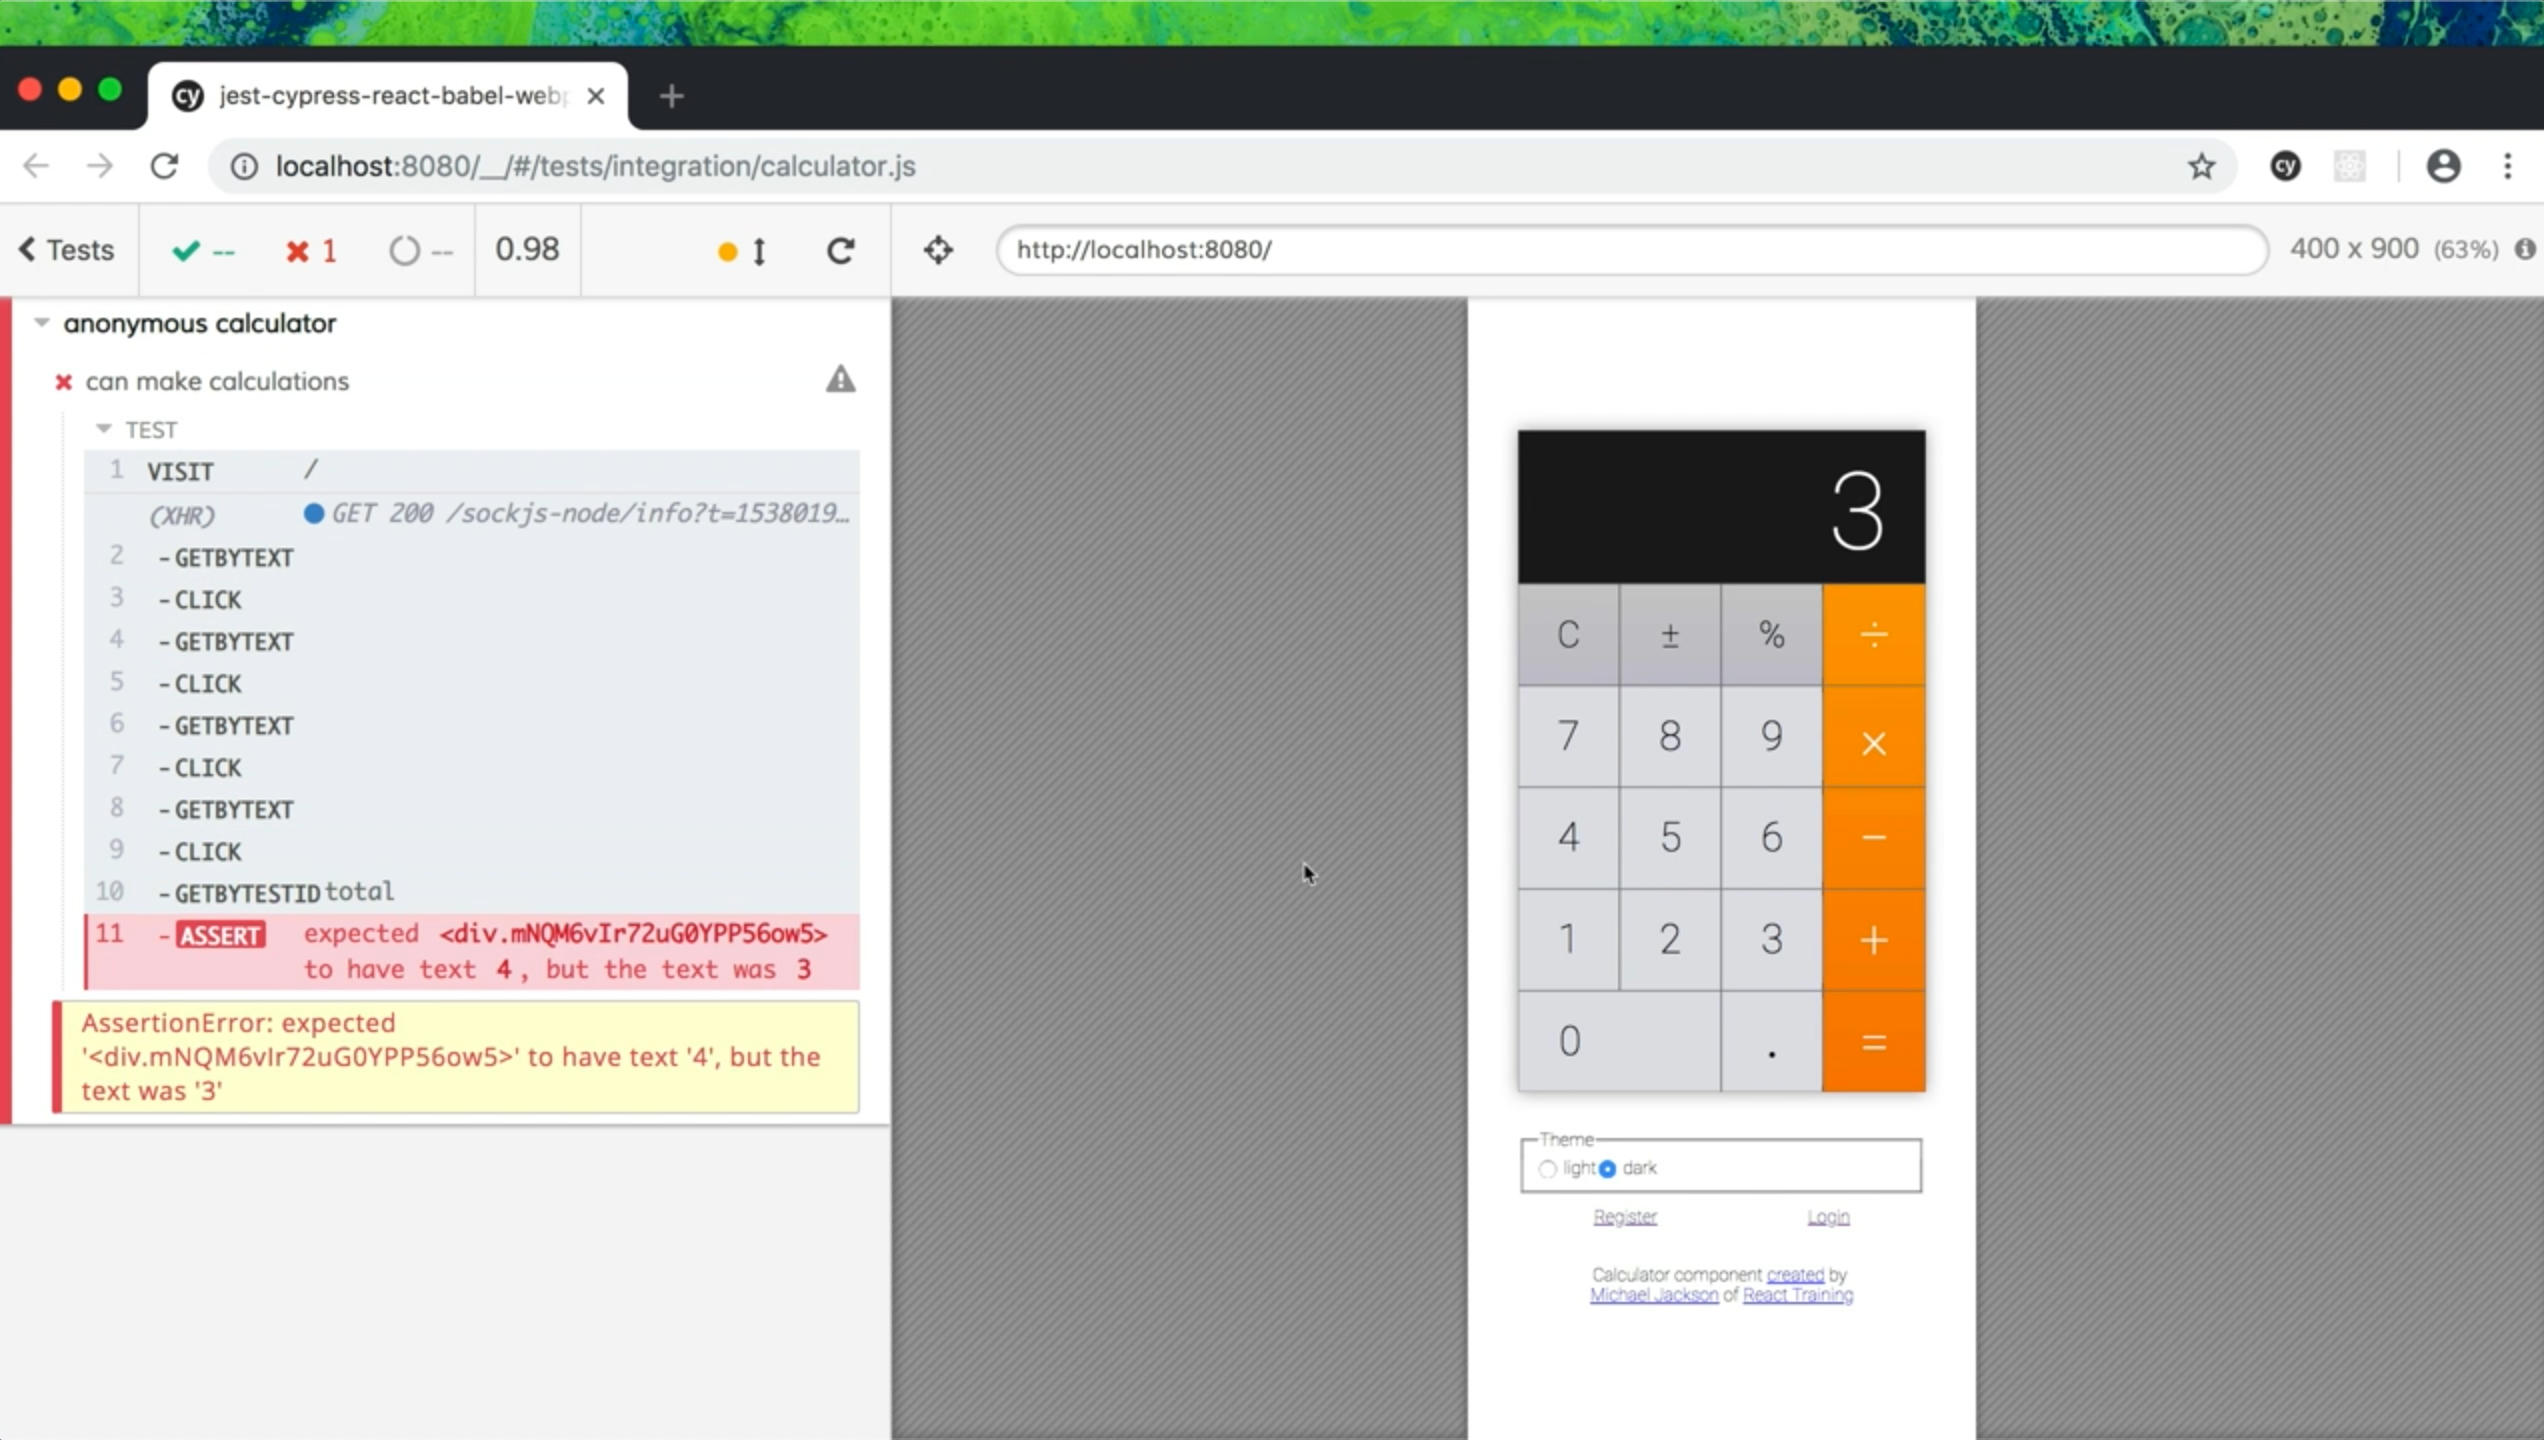 cy jest-cypress-react-babel-webp
localhost:8080/__/#/tests/integration/calculator.js
cy
Tests -- 1 -- 0.98
http://localhost:8080/
400 x 900 (63%)
anonymous calculator
can make calculations
TEST
1 VISIT /
(XHR) GET 200 /sockjs-node/info?t=1538019…
2 -GETBYTEXT
3 -CLICK
4 -GETBYTEXT
5 -CLICK
6 -GETBYTEXT
7 -CLICK
8 -GETBYTEXT
9 -CLICK
10 -GETBYTESTID total
11 -ASSERT expected <div.mNQM6vIr72uG0YPP56ow5>
to have text 4, but the text was 3
AssertionError: expected
'<div.mNQM6vIr72uG0YPP56ow5>' to have text '4', but the
text was '3'
3
C ± % ÷
7 8 9 ×
4 5 6 −
1 2 3 +
0 . =
Theme
light dark
Register Login
Calculator component created by
Michael Jackson of React Training